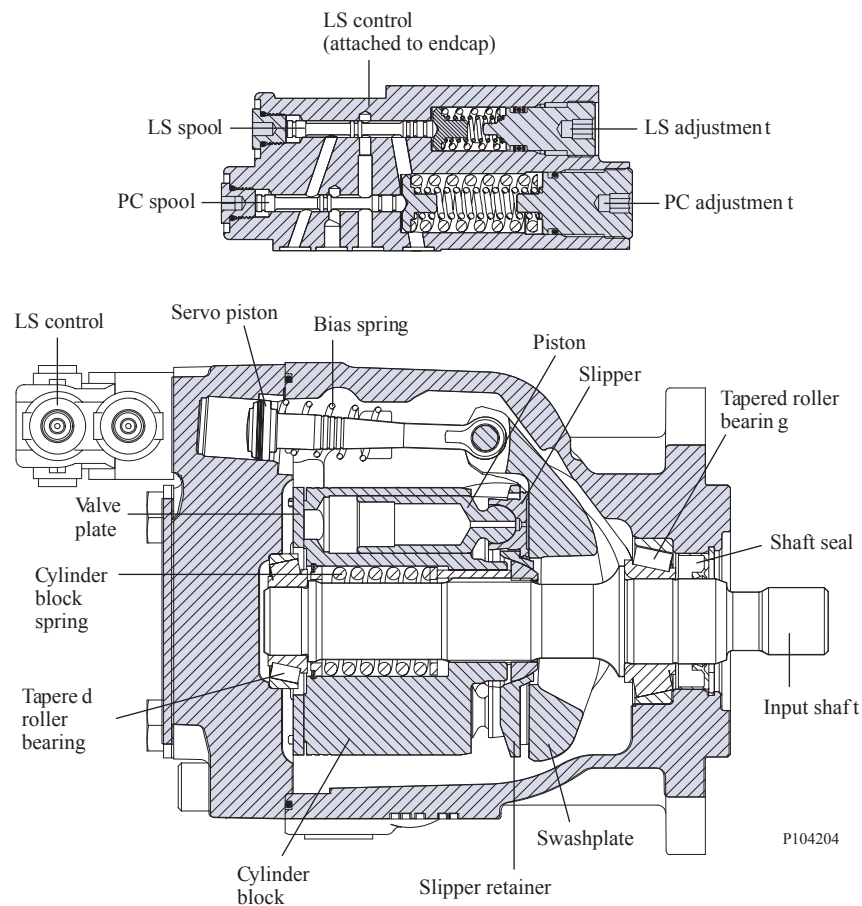 LS control
(attached to endcap)
LS spool
LS adjustment
PC spool
PC adjustment
LS control
Servo piston
Bias spring
Piston
Slipper
Tapered roller
bearing
Valve
plate
Shaft seal
Cylinder
block
spring
Tapered
roller
bearing
Input shaft
Swashplate
P104204
Cylinder
block
Slipper retainer